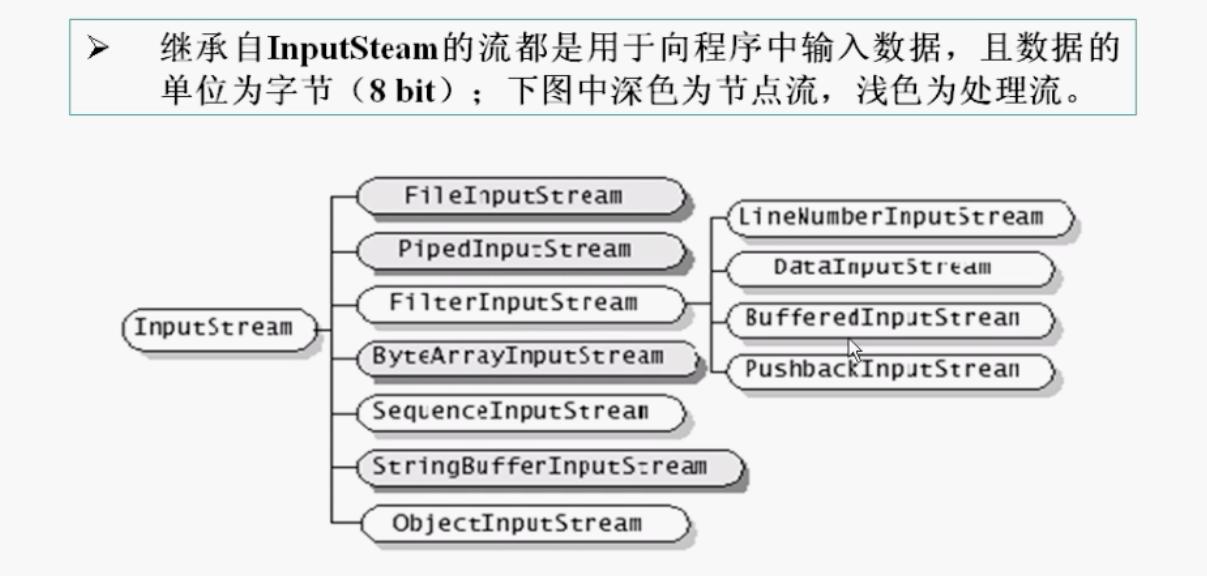 ➢ 继承自InputSteam的流都是用于向程序中输入数据，且数据的
单位为字节（8 bit）；下图中深色为节点流，浅色为处理流。
FileInputStream
PipedInputStream
FilterInputStream
InputStream
ByteArrayInputStream
SequenceInputStream
StringBufferInputStream
ObjectInputStream
LineNumberInputStream
DataInputStream
BufferedInputStream
PushbackInputStream